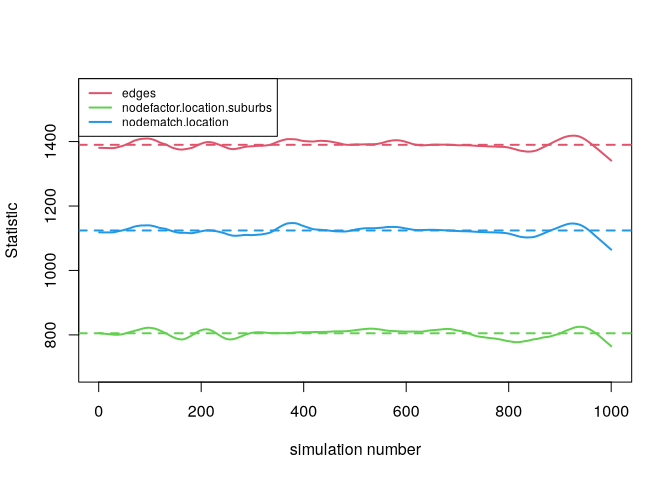 edges
nodefactor.location.suburbs
nodematch.location
1400
1200
1000
800
Statistic
0 200 400 600 800 1000
simulation number